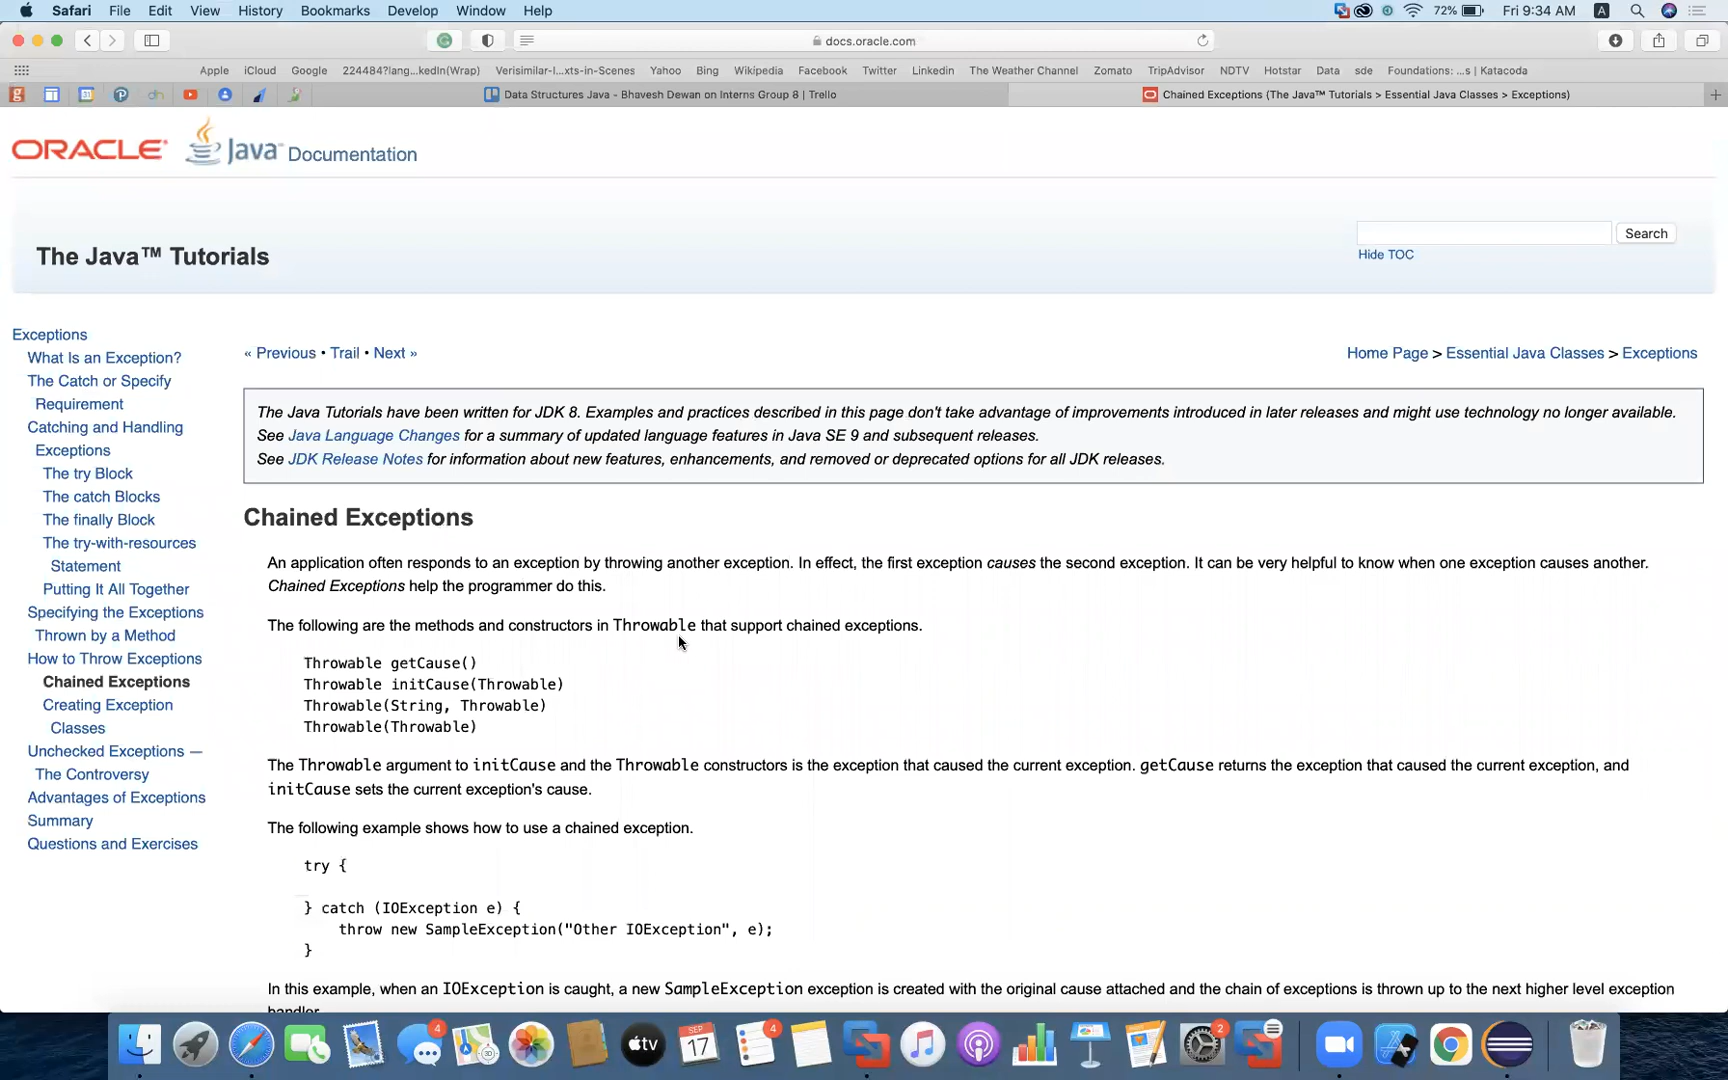 Safari File Edit View History Bookmarks Develop Window Help 72% Fri 9:34 AM A
docs.oracle.com
Apple iCloud Google 224484?lang...kedIn(Wrap) Verisimilar-I...xts-in-Scenes Yahoo Bing Wikipedia Facebook Twitter Linkedin The Weather Channel Zomato TripAdvisor NDTV Hotstar Data sde Foundations: ...s | Katacoda
Data Structures Java - Bhavesh Dewan on Interns Group 8 | Trello Chained Exceptions (The Java™ Tutorials > Essential Java Classes > Exceptions)
ORACLE Java Documentation
The Java™ Tutorials
Search
Hide TOC
Exceptions
What Is an Exception?
The Catch or Specify
Requirement
Catching and Handling
Exceptions
The try Block
The catch Blocks
The finally Block
The try-with-resources
Statement
Putting It All Together
Specifying the Exceptions
Thrown by a Method
How to Throw Exceptions
Chained Exceptions
Creating Exception
Classes
Unchecked Exceptions —
The Controversy
Advantages of Exceptions
Summary
Questions and Exercises
« Previous • Trail • Next »
Home Page > Essential Java Classes > Exceptions
The Java Tutorials have been written for JDK 8. Examples and practices described in this page don't take advantage of improvements introduced in later releases and might use technology no longer available.
See Java Language Changes for a summary of updated language features in Java SE 9 and subsequent releases.
See JDK Release Notes for information about new features, enhancements, and removed or deprecated options for all JDK releases.
Chained Exceptions
An application often responds to an exception by throwing another exception. In effect, the first exception causes the second exception. It can be very helpful to know when one exception causes another.
Chained Exceptions help the programmer do this.
The following are the methods and constructors in Throwable that support chained exceptions.
Throwable getCause()
Throwable initCause(Throwable)
Throwable(String, Throwable)
Throwable(Throwable)
The Throwable argument to initCause and the Throwable constructors is the exception that caused the current exception. getCause returns the exception that caused the current exception, and
initCause sets the current exception's cause.
The following example shows how to use a chained exception.
try {
} catch (IOException e) {
throw new SampleException("Other IOException", e);
}
In this example, when an IOException is caught, a new SampleException exception is created with the original cause attached and the chain of exceptions is thrown up to the next higher level exception
handler.
4 tv SEP 17 4 2